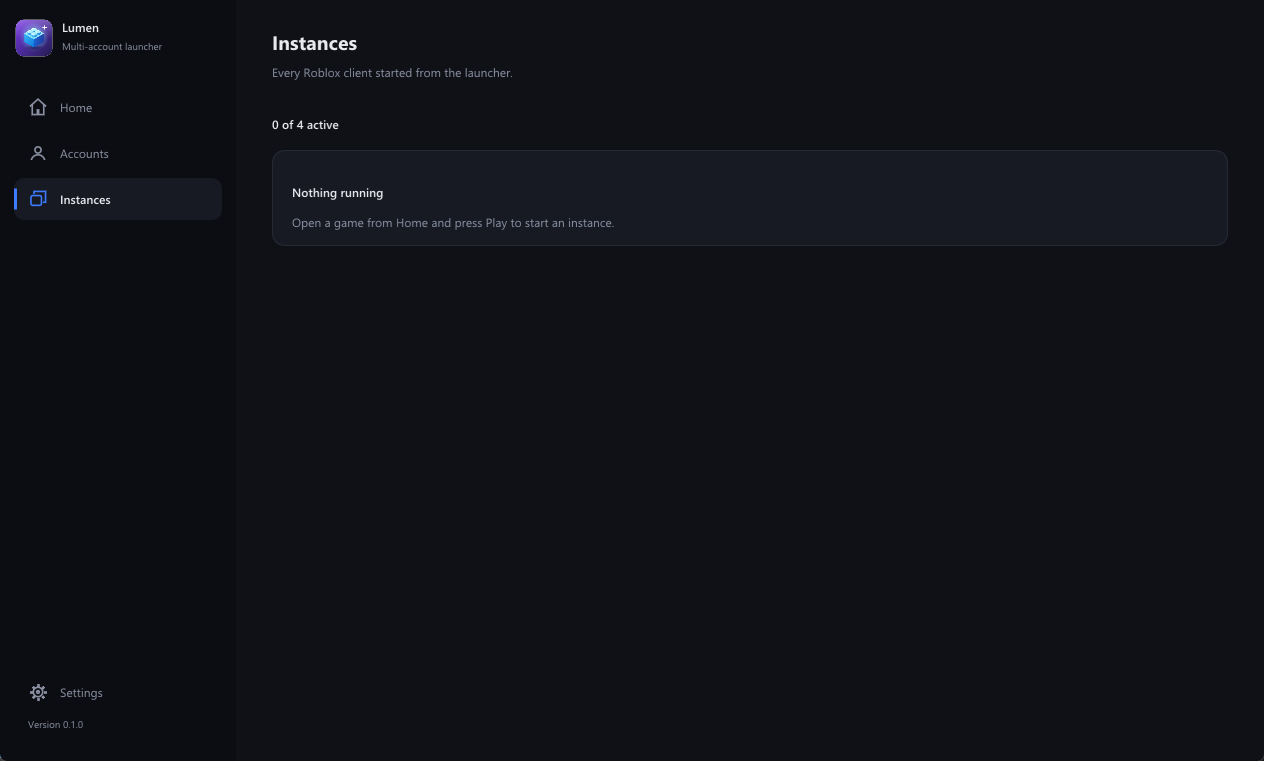 Lumen
Multi-account launcher
Home
Accounts
Instances
Settings
Version 0.1.0
Instances
Every Roblox client started from the launcher.
0 of 4 active
Nothing running
Open a game from Home and press Play to start an instance.